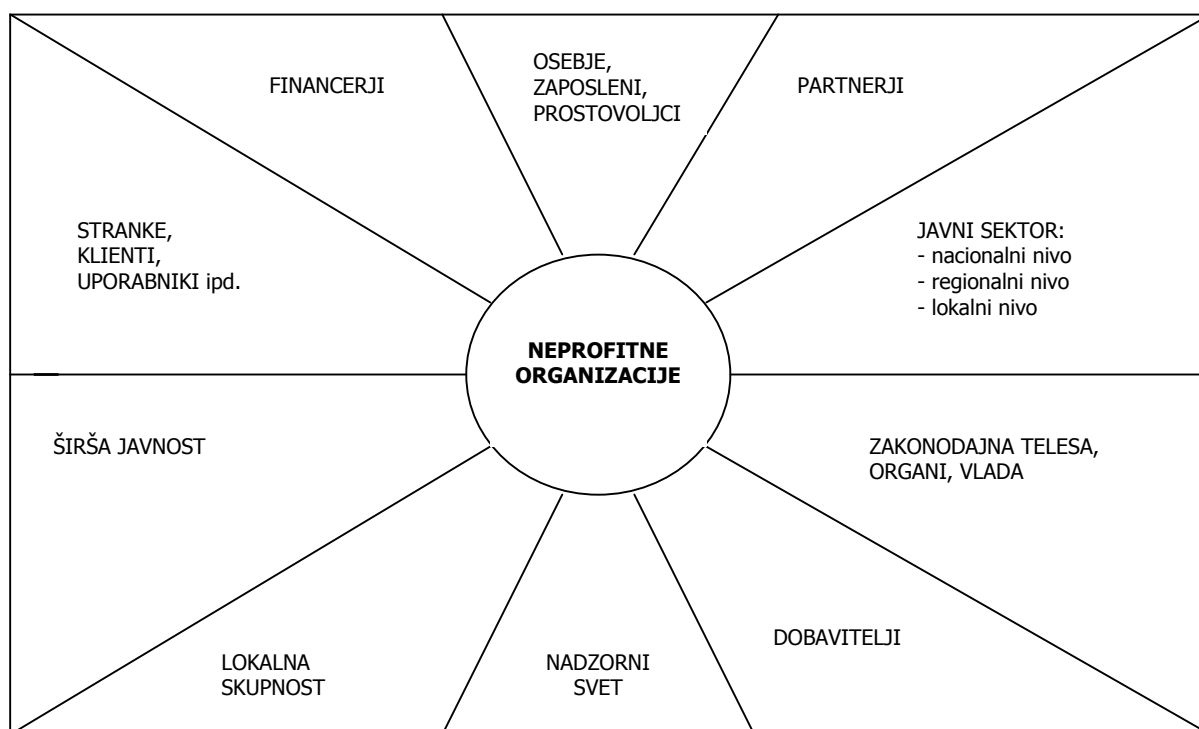 FINANCERJI
OSEBJE,
ZAPOSLENI,
PROSTOVOLJCI
PARTNERJI
STRANKE,
KLIENTI,
UPORABNIKI ipd.
JAVNI SEKTOR:
- nacionalni nivo
- regionalni nivo
- lokalni nivo
NEPROFITNE
ORGANIZACIJE
ŠIRŠA JAVNOST
ZAKONODAJNA TELESA,
ORGANI, VLADA
LOKALNA
SKUPNOST
NADZORNI
SVET
DOBAVITELJI